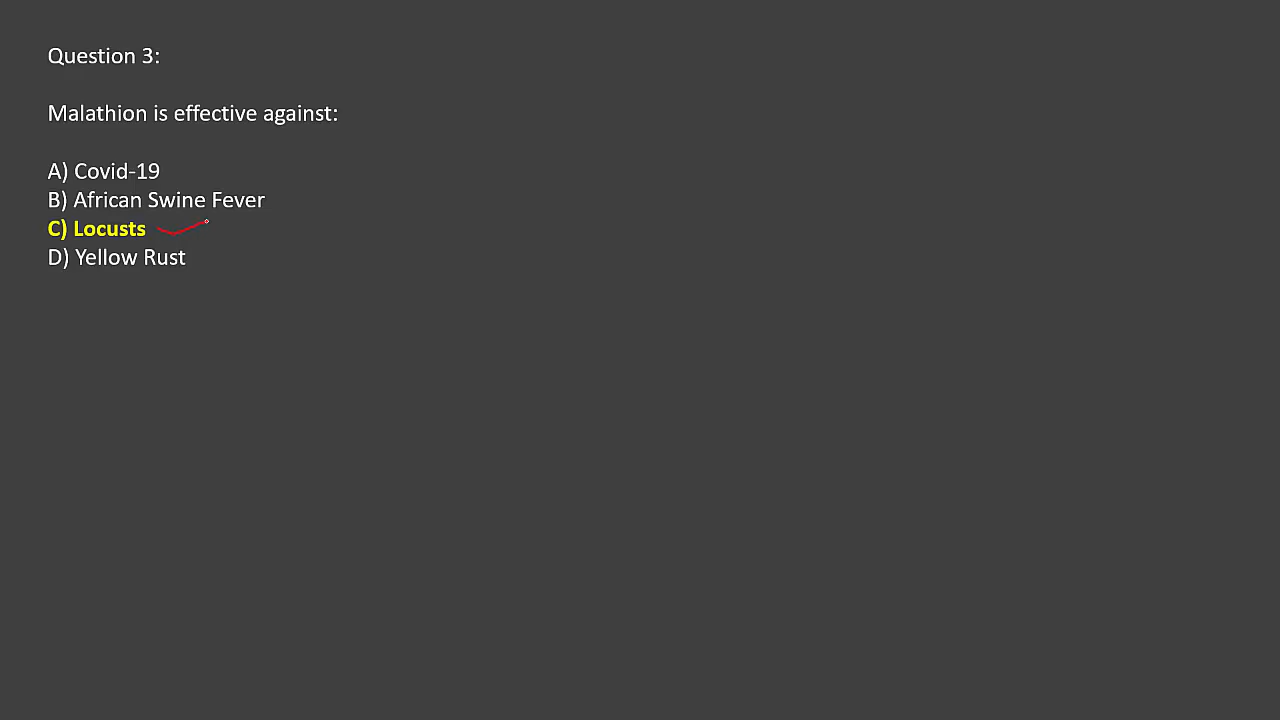 Question 3:
Malathion is effective against:
A) Covid-19
B) African Swine Fever
C) Locusts
D) Yellow Rust